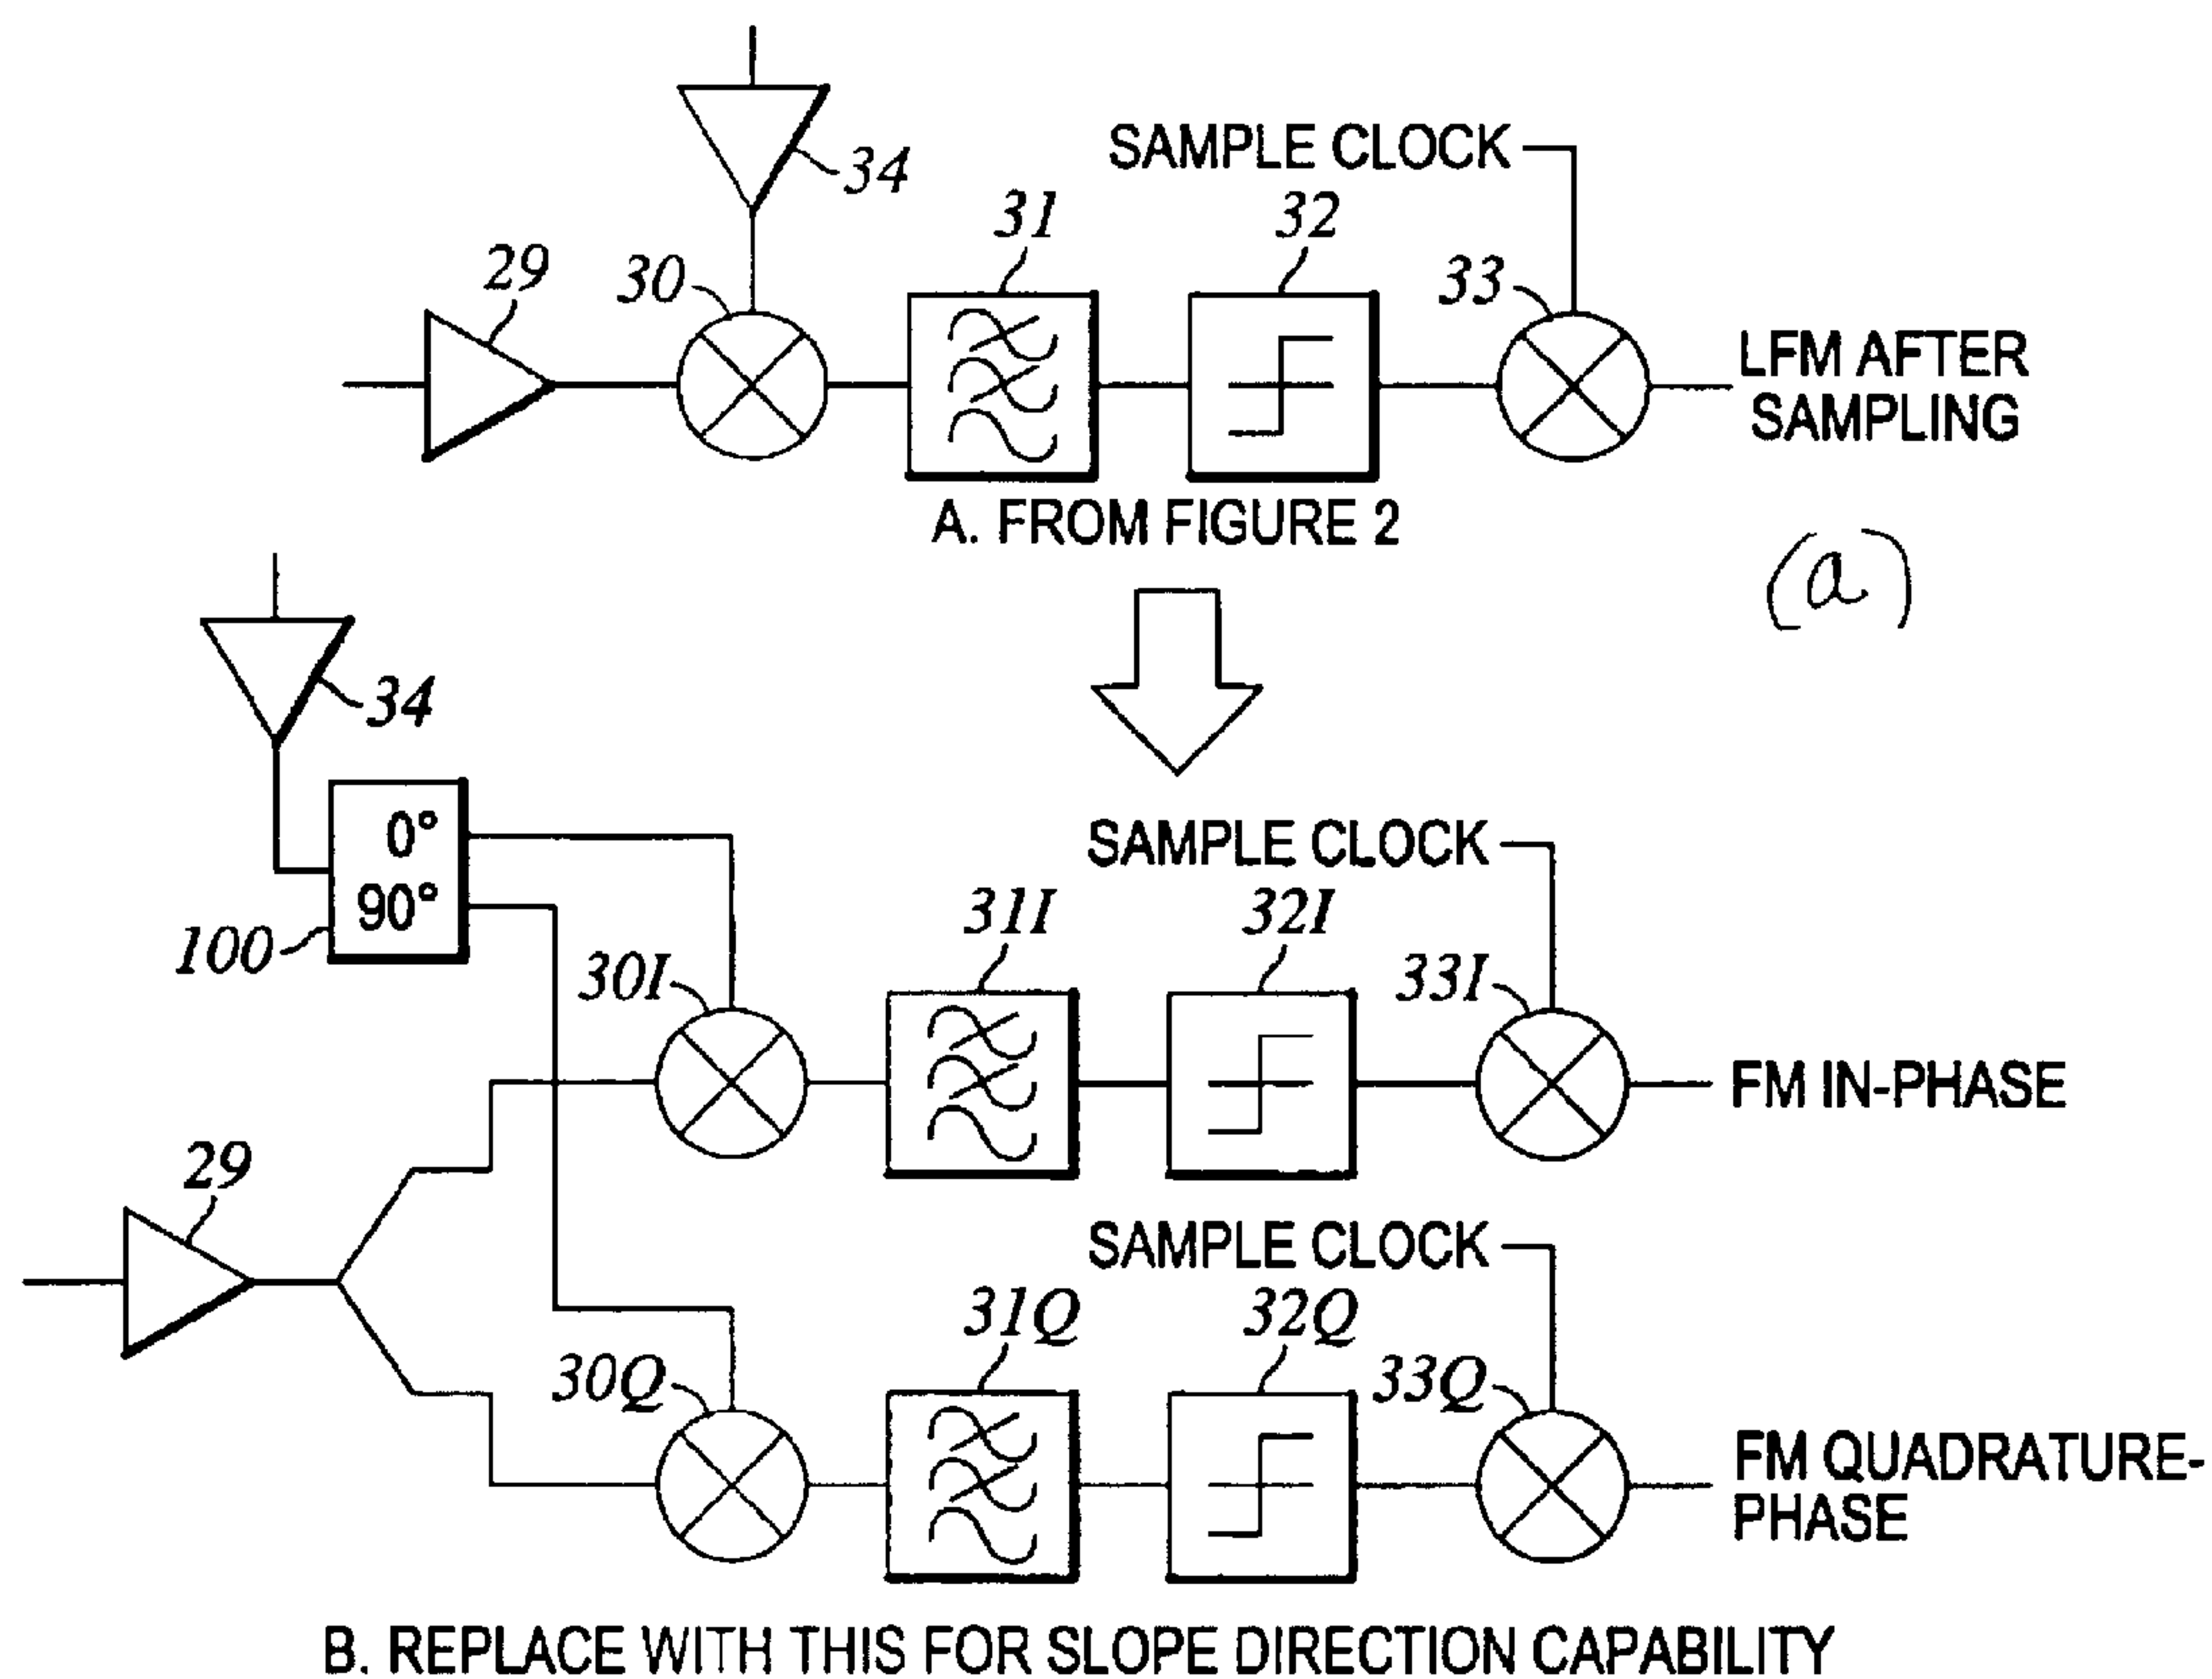 34
SAMPLE CLOCK
31
32
29
30
33
LFM AFTER
SAMPLING
A. FROM FIGURE 2
(a)
34
0°
90°
100
SAMPLE CLOCK
31I
32I
30I
33I
FM IN-PHASE
29
SAMPLE CLOCK
31Q
32Q
30Q
33Q
FM QUADRATURE-
PHASE
B. REPLACE WITH THIS FOR SLOPE DIRECTION CAPABILITY